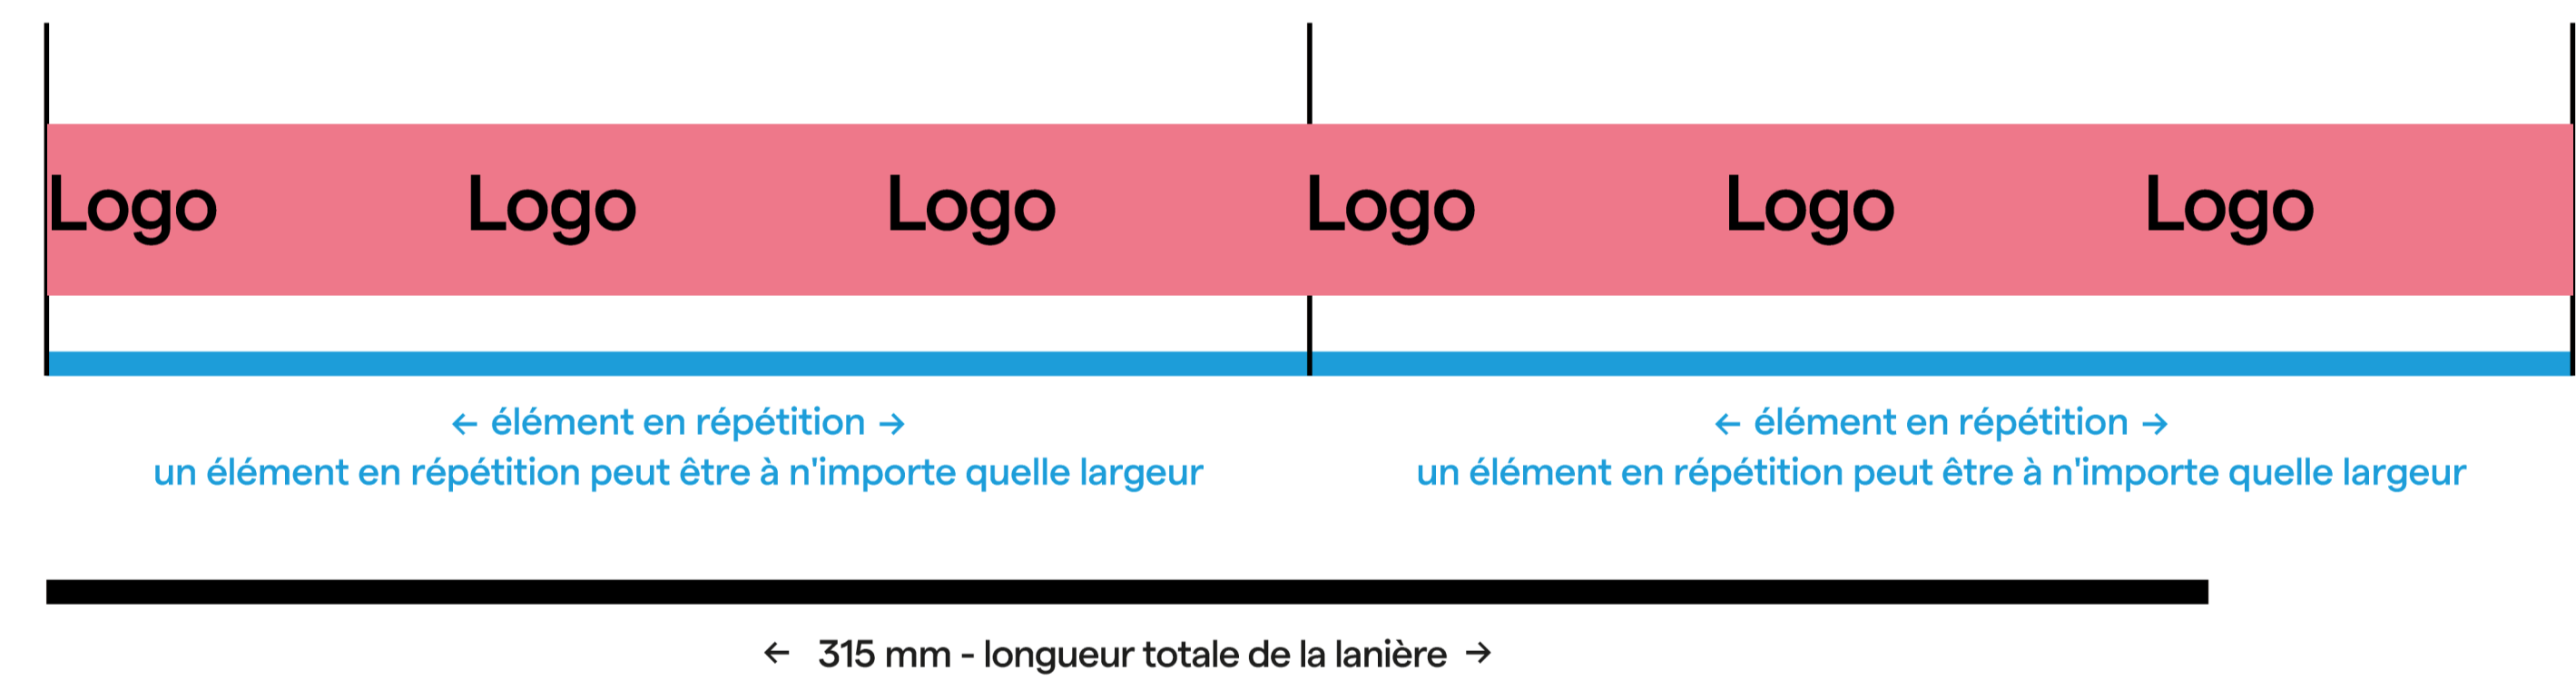 Logo Logo Logo Logo Logo Logo
← élément en répétition → ← élément en répétition →
un élément en répétition peut être à n'importe quelle largeur un élément en répétition peut être à n'importe quelle largeur
← 315 mm - longueur totale de la lanière →